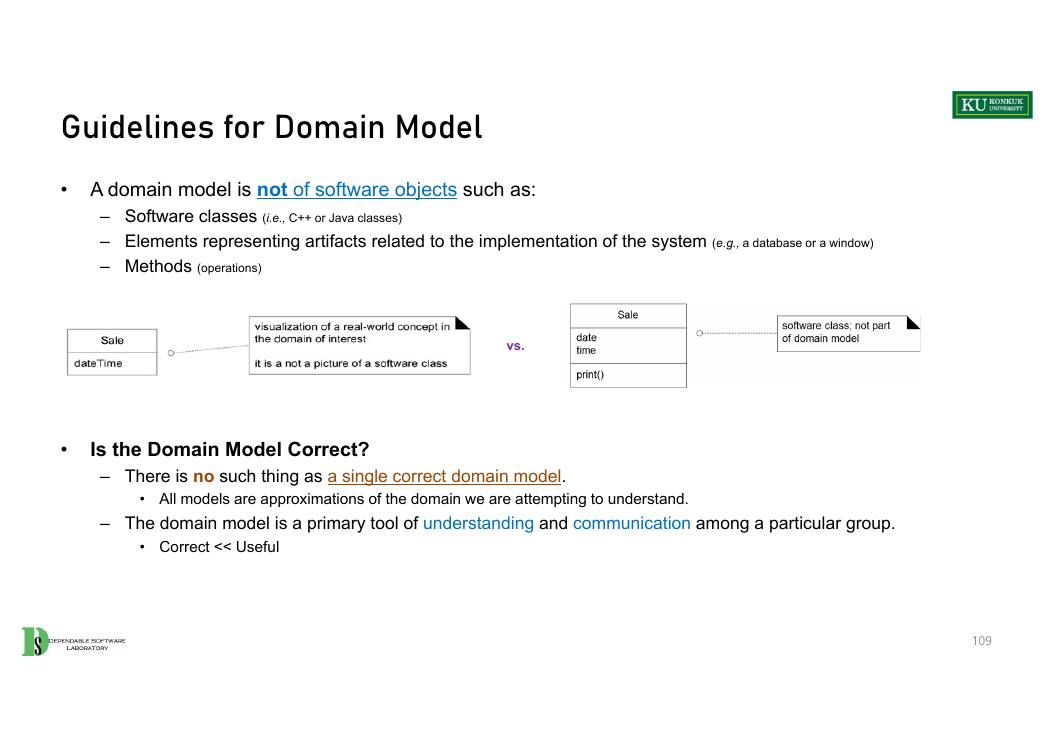 KU KONKUK
UNIVERSITY
Guidelines for Domain Model
• A domain model is not of software objects such as:
– Software classes (i.e., C++ or Java classes)
– Elements representing artifacts related to the implementation of the system (e.g., a database or a window)
– Methods (operations)
Sale
dateTime
visualization of a real-world concept in
the domain of interest
it is a not a picture of a software class
vs.
Sale
date
time
print()
software class; not part
of domain model
• Is the Domain Model Correct?
– There is no such thing as a single correct domain model.
• All models are approximations of the domain we are attempting to understand.
– The domain model is a primary tool of understanding and communication among a particular group.
• Correct << Useful
DS DEPENDABLE SOFTWARE
LABORATORY
109